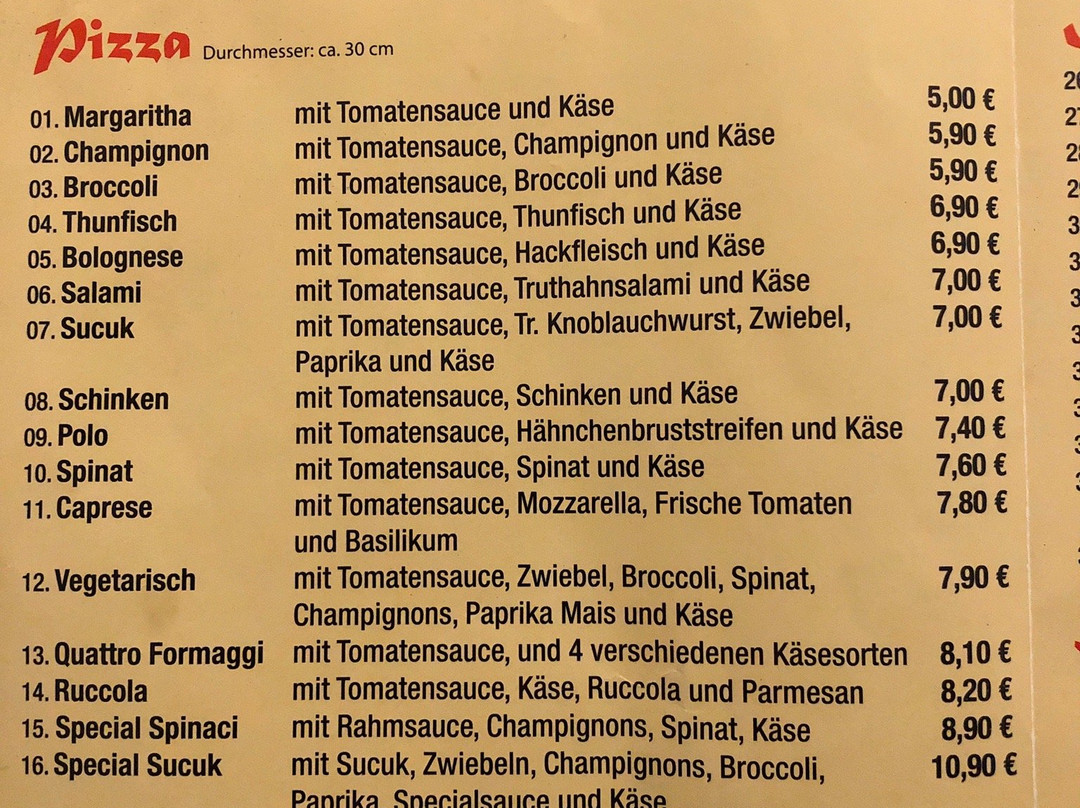 Pizza Durchmesser: ca. 30 cm
01. Margaritha mit Tomatensauce und Käse 5,00 €
02. Champignon mit Tomatensauce, Champignon und Käse 5,90 €
03. Broccoli mit Tomatensauce, Broccoli und Käse 5,90 €
04. Thunfisch mit Tomatensauce, Thunfisch und Käse 6,90 €
05. Bolognese mit Tomatensauce, Hackfleisch und Käse 6,90 €
06. Salami mit Tomatensauce, Truthahnsalami und Käse 7,00 €
07. Sucuk mit Tomatensauce, Tr. Knoblauchwurst, Zwiebel, 7,00 €
Paprika und Käse
08. Schinken mit Tomatensauce, Schinken und Käse 7,00 €
09. Polo mit Tomatensauce, Hähnchenbruststreifen und Käse 7,40 €
10. Spinat mit Tomatensauce, Spinat und Käse 7,60 €
11. Caprese mit Tomatensauce, Mozzarella, Frische Tomaten 7,80 €
und Basilikum
12. Vegetarisch mit Tomatensauce, Zwiebel, Broccoli, Spinat, 7,90 €
Champignons, Paprika Mais und Käse
13. Quattro Formaggi mit Tomatensauce, und 4 verschiedenen Käsesorten 8,10 €
14. Ruccola mit Tomatensauce, Käse, Ruccola und Parmesan 8,20 €
15. Special Spinaci mit Rahmsauce, Champignons, Spinat, Käse 8,90 €
16. Special Sucuk mit Sucuk, Zwiebeln, Champignons, Broccoli, 10,90 €
Paprika, Specialsauce und Käse